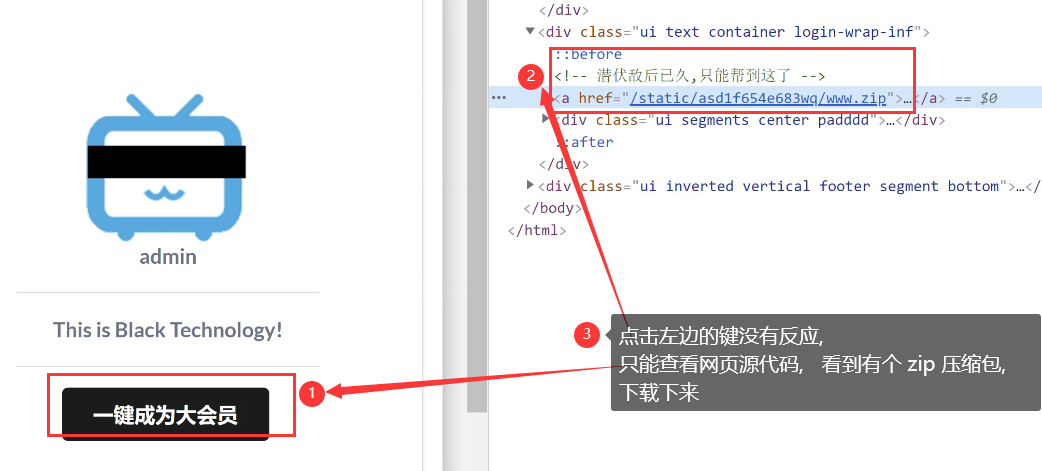 admin
This is Black Technology!
一键成为大会员
1
</div>
<div class="ui text container login-wrap-inf">
::before
2
<!-- 潜伏敌后已久,只能帮到这了 -->
<a href="/static/asd1f654e683wq/www.zip">…</a> == $0
<div class="ui segments center padddd">…</div>
::after
</div>
<div class="ui inverted vertical footer segment bottom">…</
</body>
</html>
3
点击左边的键没有反应,
只能查看网页源代码, 看到有个 zip 压缩包,
下载下来